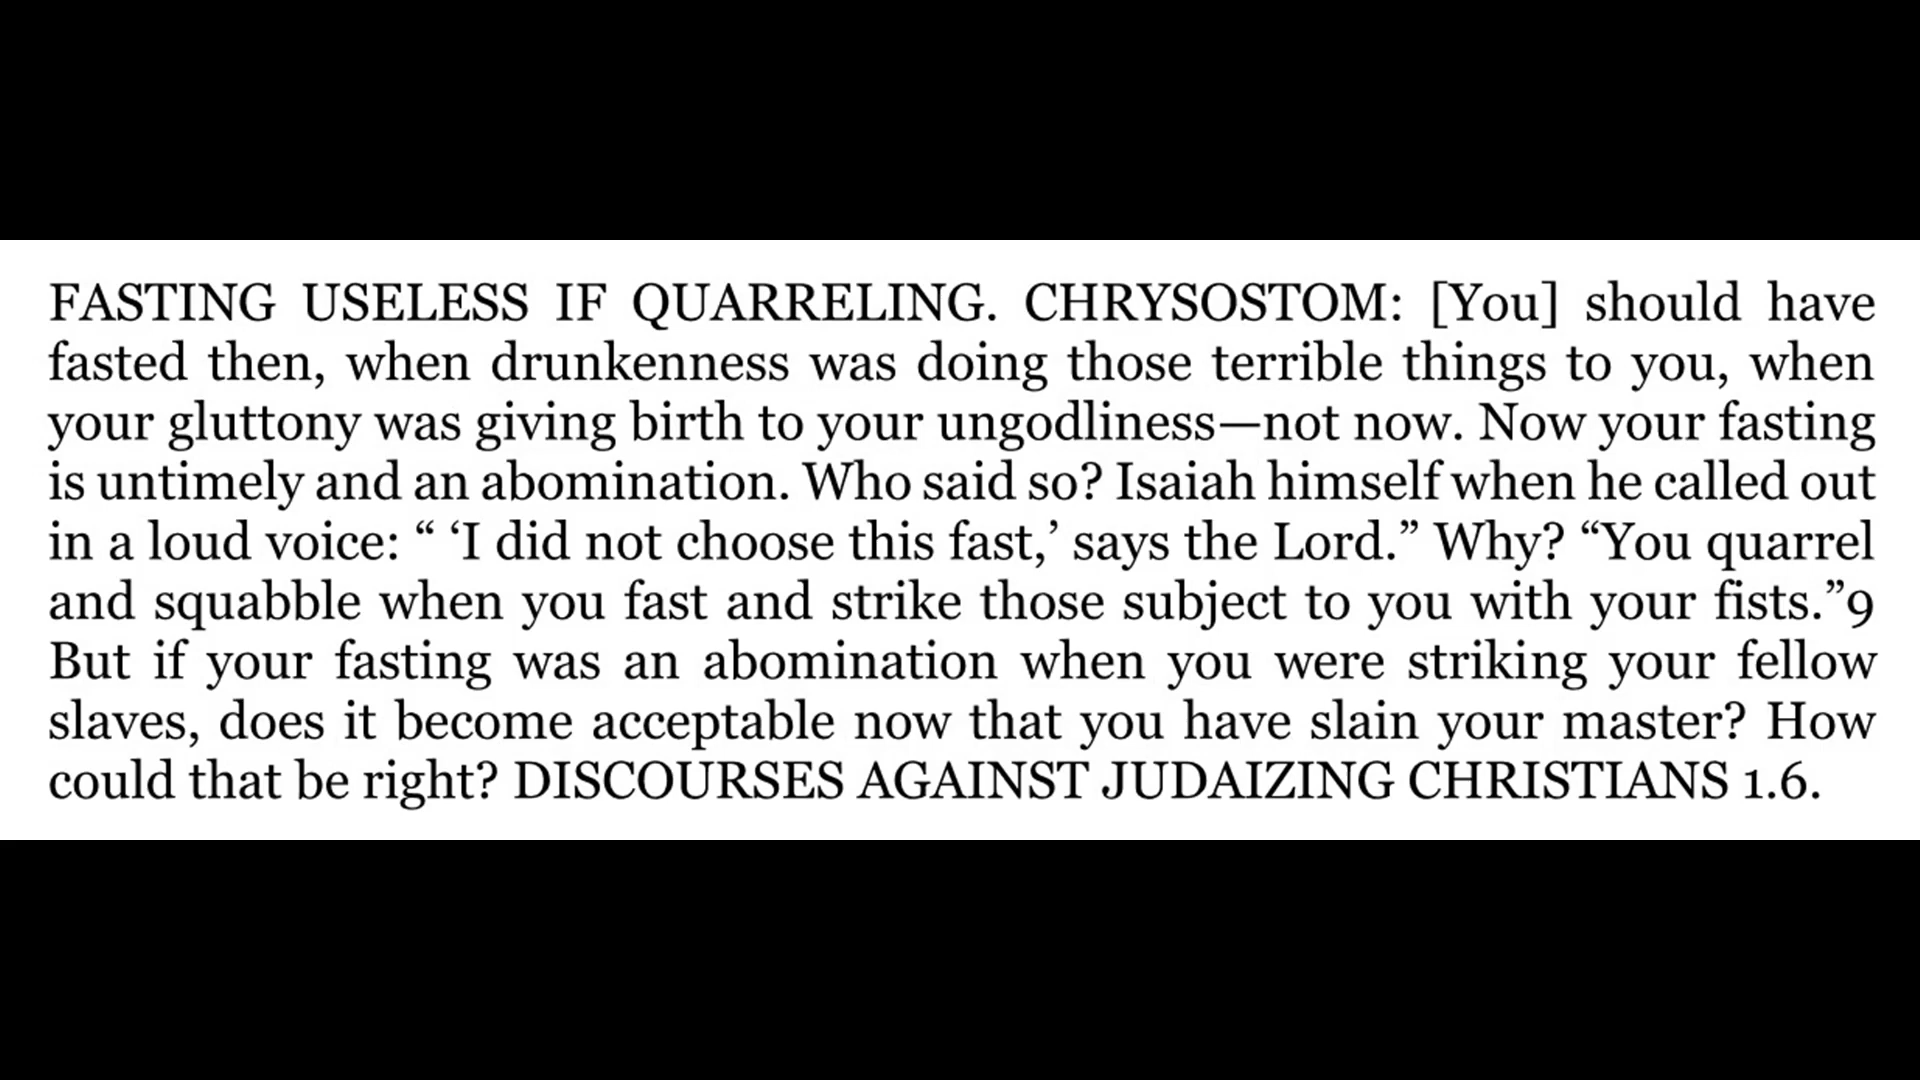 FASTING USELESS IF QUARRELING. CHRYSOSTOM: [You] should have
fasted then, when drunkenness was doing those terrible things to you, when
your gluttony was giving birth to your ungodliness—not now. Now your fasting
is untimely and an abomination. Who said so? Isaiah himself when he called out
in a loud voice: “ ‘I did not choose this fast,’ says the Lord.” Why? “You quarrel
and squabble when you fast and strike those subject to you with your fists.”9
But if your fasting was an abomination when you were striking your fellow
slaves, does it become acceptable now that you have slain your master? How
could that be right? DISCOURSES AGAINST JUDAIZING CHRISTIANS 1.6.